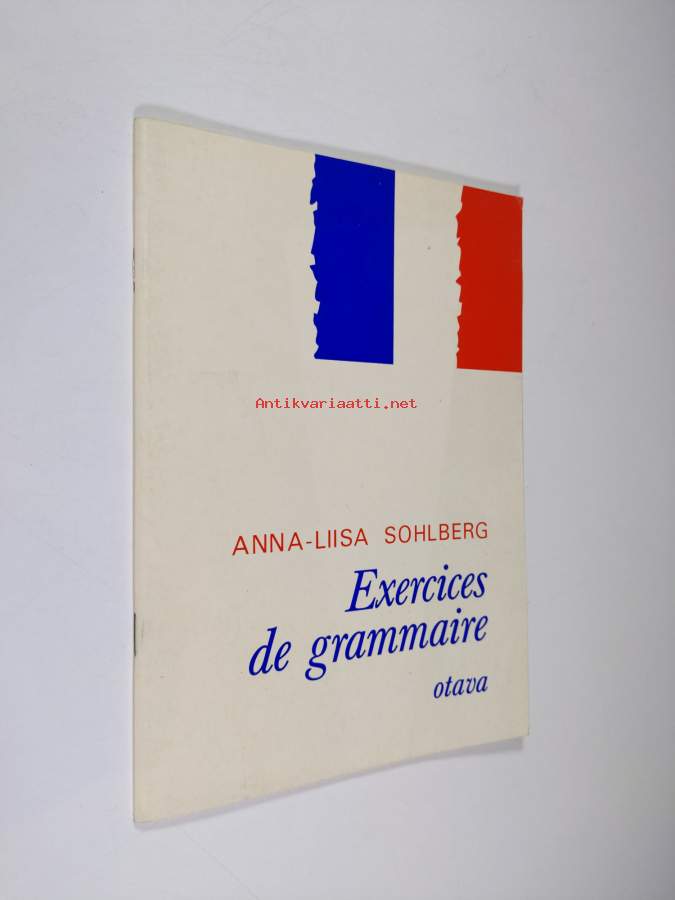 Antikvariaatti.net
ANNA-LIISA SOHLBERG
Exercices
de grammaire
otava